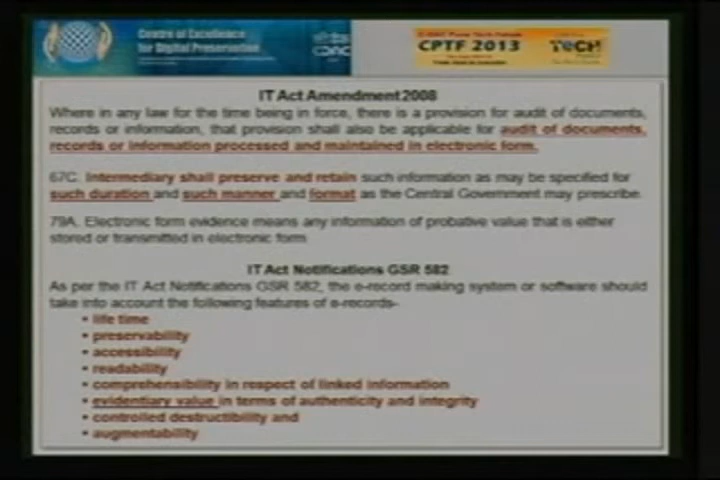 Centre of Excellence
for Digital Preservation
CDAC
CPTF 2013
TECH
IT Act Amendment 2008
Where in any law for the time being in force, there is a provision for audit of documents,
records or information, that provision shall also be applicable for audit of documents,
records or information processed and maintained in electronic form.
67C. Intermediary shall preserve and retain such information as may be specified for
such duration and such manner and format as the Central Government may prescribe.
79A. Electronic form evidence means any information of probative value that is either
stored or transmitted in electronic form
IT Act Notifications GSR 582
As per the IT Act Notifications GSR 582, the e-record making system or software should
take into account the following features of e-records-
• life time
• preservability
• accessibility
• readability
• comprehensibility in respect of linked information
• evidentiary value in terms of authenticity and integrity
• controlled destructibility and
• augmentability